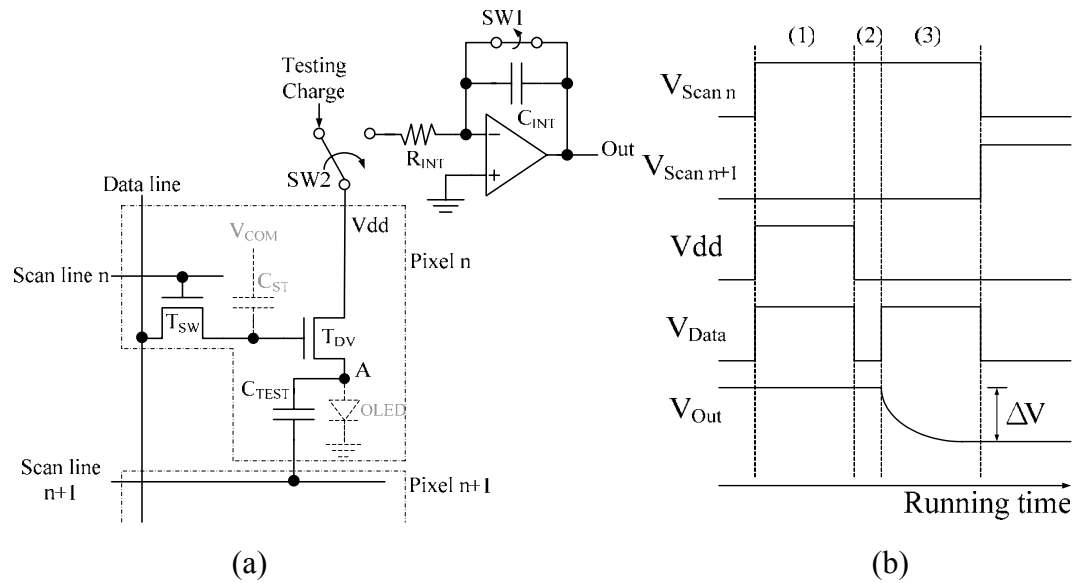 SW1
Testing
Charge
C_INT
R_INT
−
+
Out
SW2
Data line
Vdd
V_COM
Pixel n
Scan line n
C_ST
T_SW
T_DV
A
C_TEST
OLED
Scan line
n+1
Pixel n+1
(a)
(1) (2) (3)
V_Scan n
V_Scan n+1
Vdd
V_Data
V_Out
ΔV
Running time
(b)